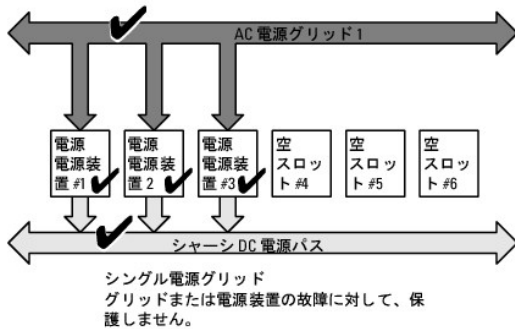 AC 電源グリッド 1
電源
電源装
置 #1
電源
電源装
置 2
電源
電源装
置 #3
空
スロッ
ト #4
空
スロッ
ト #5
空
スロッ
ト #6
シャーシ DC 電源パス
シングル電源グリッド
グリッドまたは電源装置の故障に対して、保
護しません。